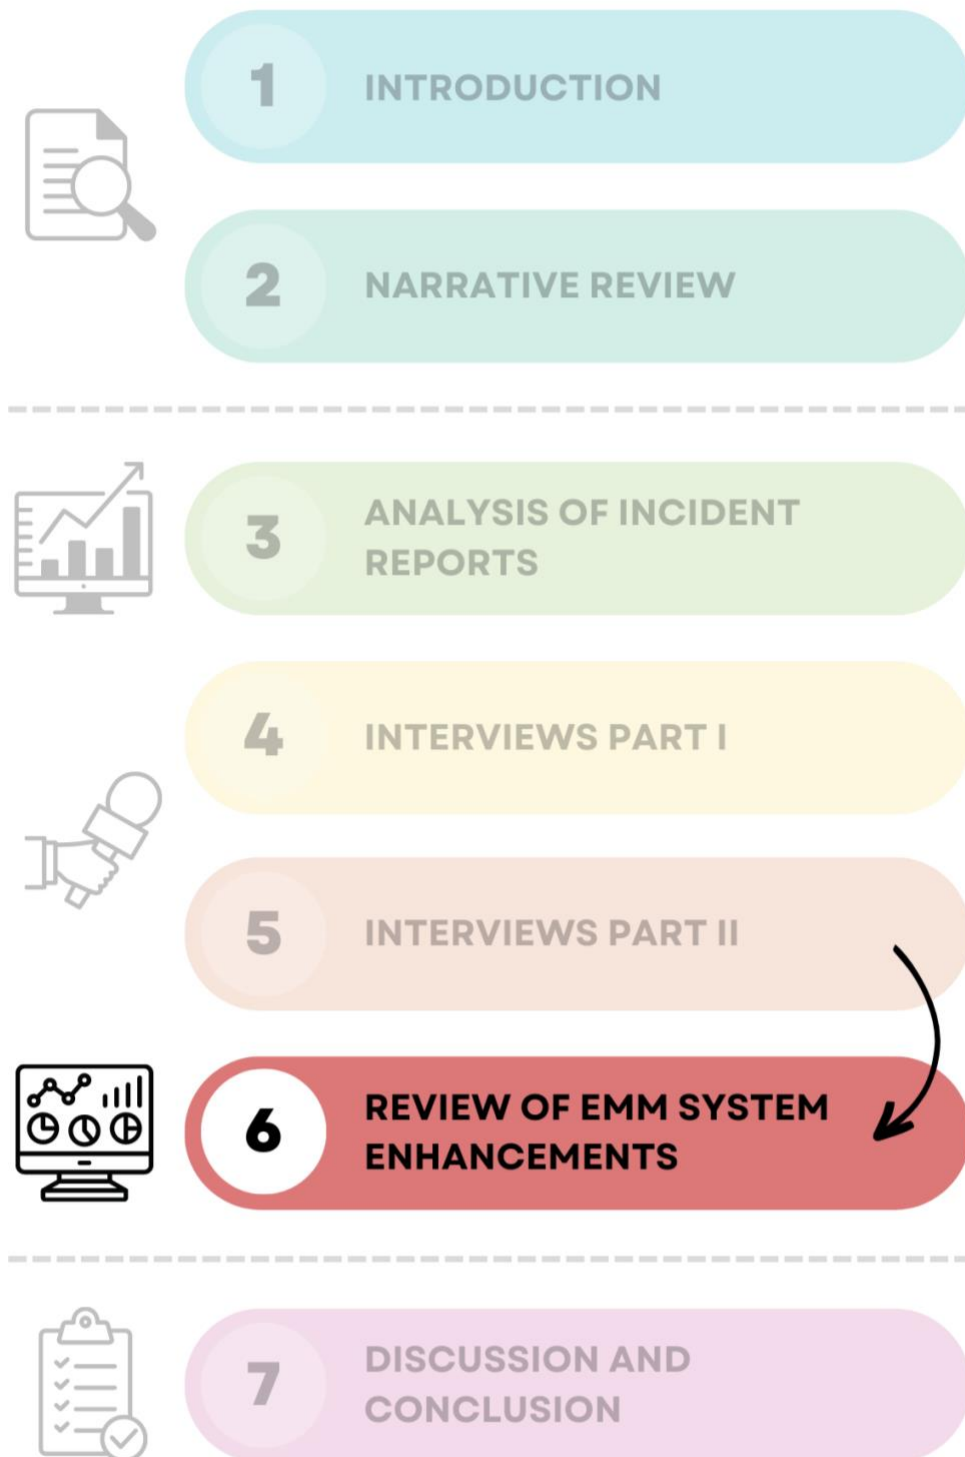 1
INTRODUCTION
2
NARRATIVE REVIEW
3
ANALYSIS OF INCIDENT
REPORTS
4
INTERVIEWS PART I
5
INTERVIEWS PART II
6
REVIEW OF EMM SYSTEM
ENHANCEMENTS
7
DISCUSSION AND
CONCLUSION